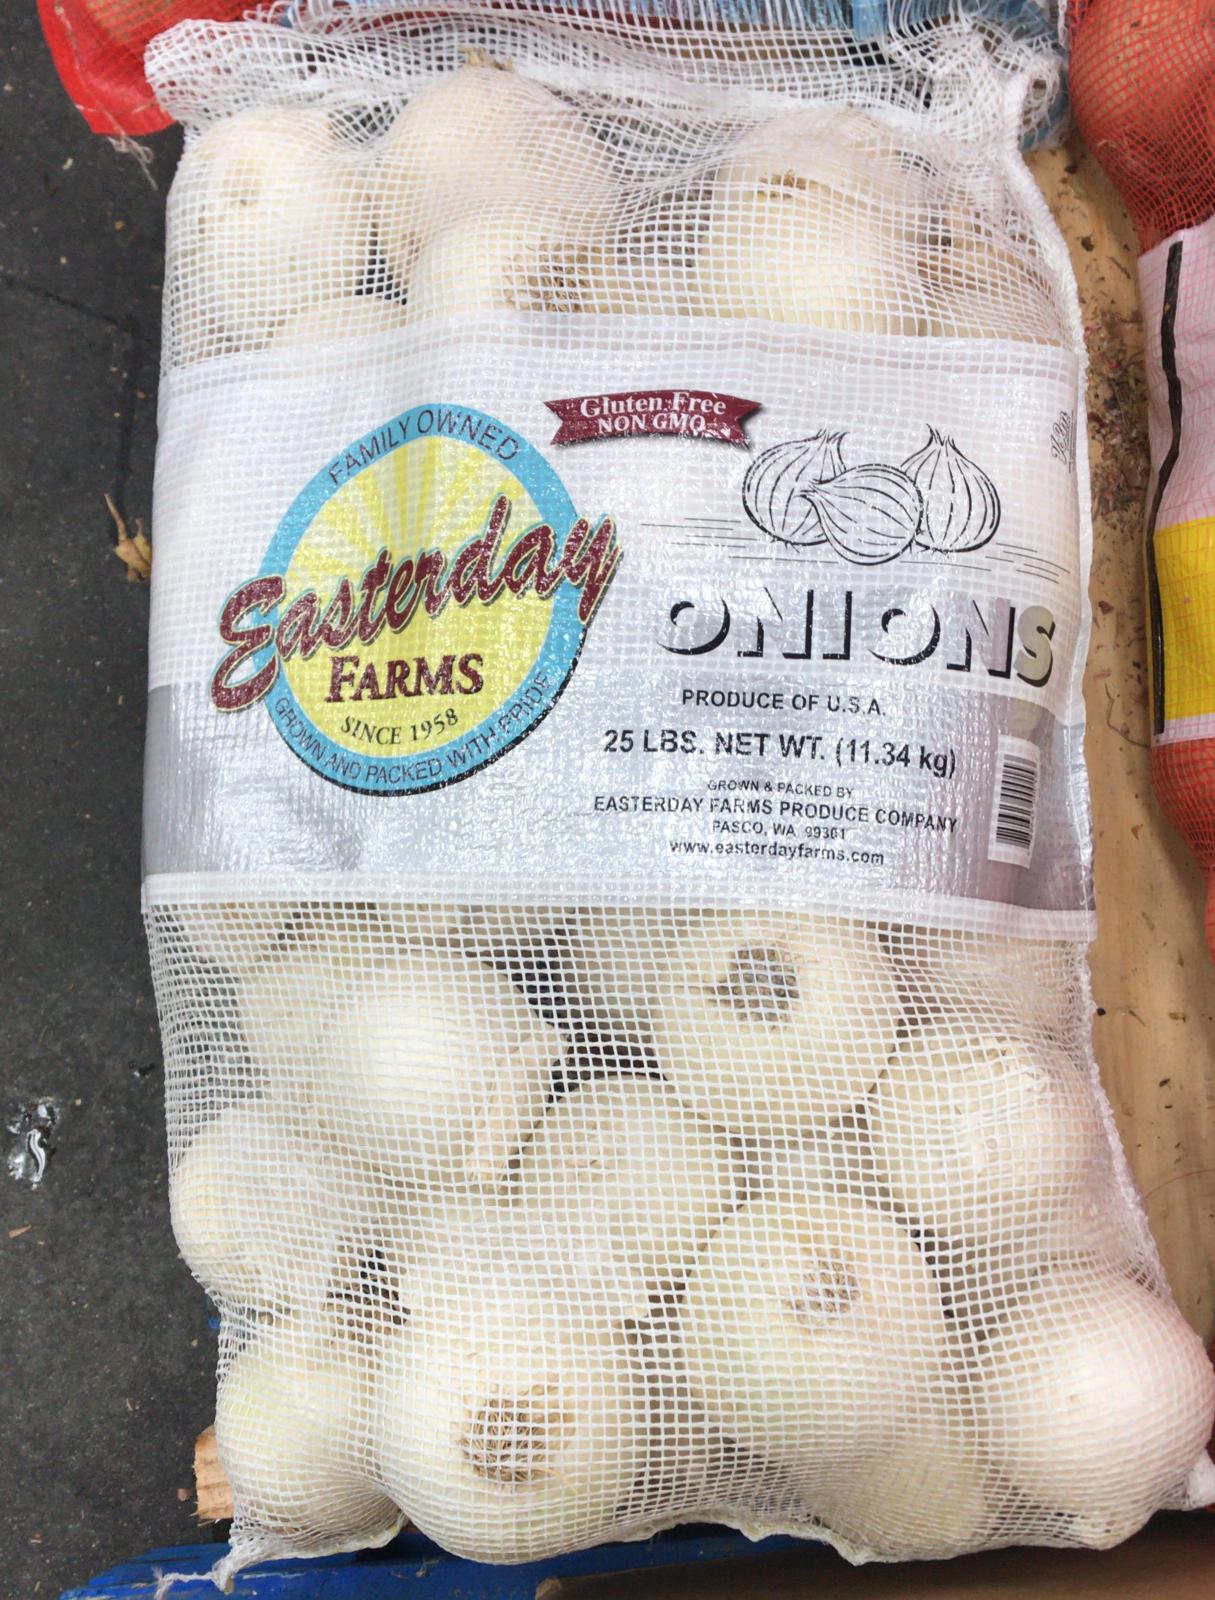 FAMILY OWNED
Easterday
FARMS
SINCE 1958
GROWN AND PACKED WITH PRIDE
Gluten Free
NON GMO
ONIONS
PRODUCE OF U.S.A.
25 LBS. NET WT. (11.34 kg)
GROWN & PACKED BY
EASTERDAY FARMS PRODUCE COMPANY
PASCO, WA 99301
www.easterdayfarms.com